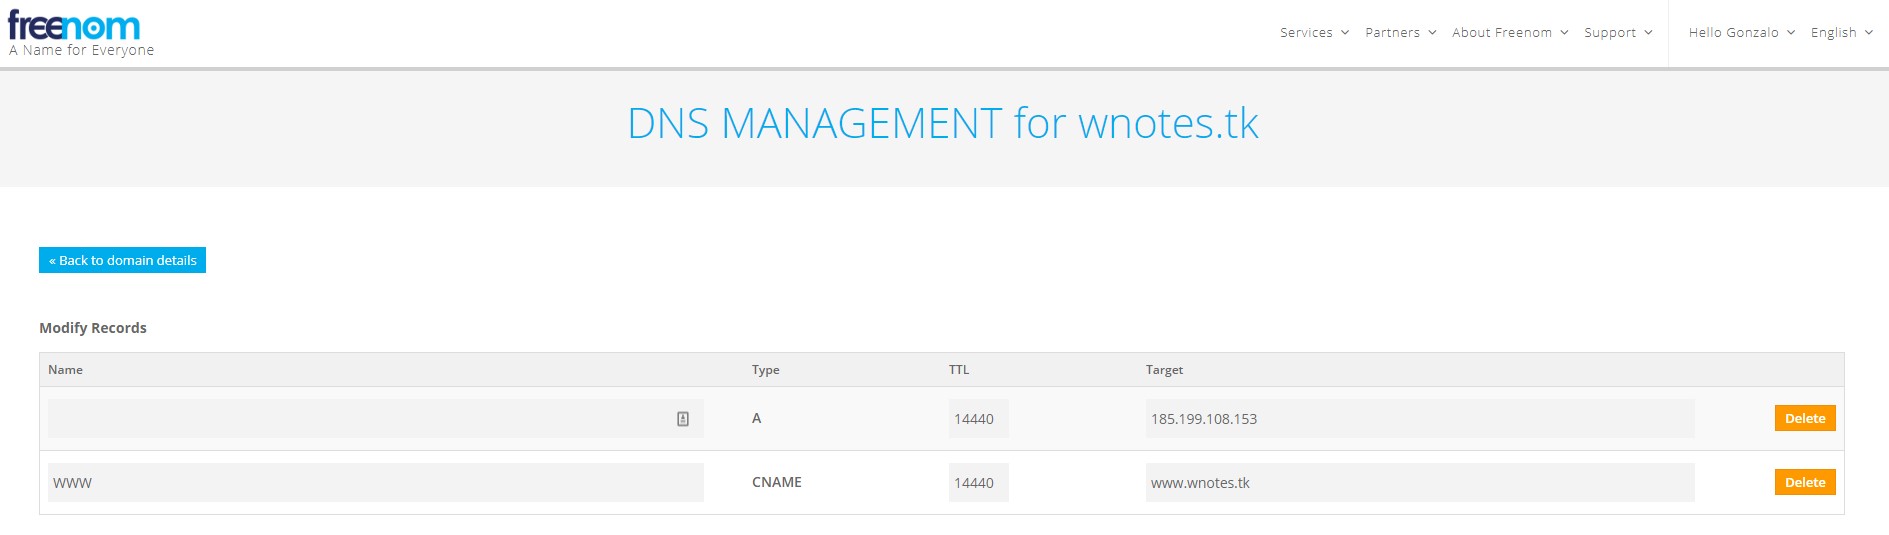 freenom
A Name for Everyone
Services Partners About Freenom Support Hello Gonzalo English
DNS MANAGEMENT for wnotes.tk
« Back to domain details
Modify Records
Name Type TTL Target
A 14440 185.199.108.153 Delete
WWW CNAME 14440 www.wnotes.tk Delete